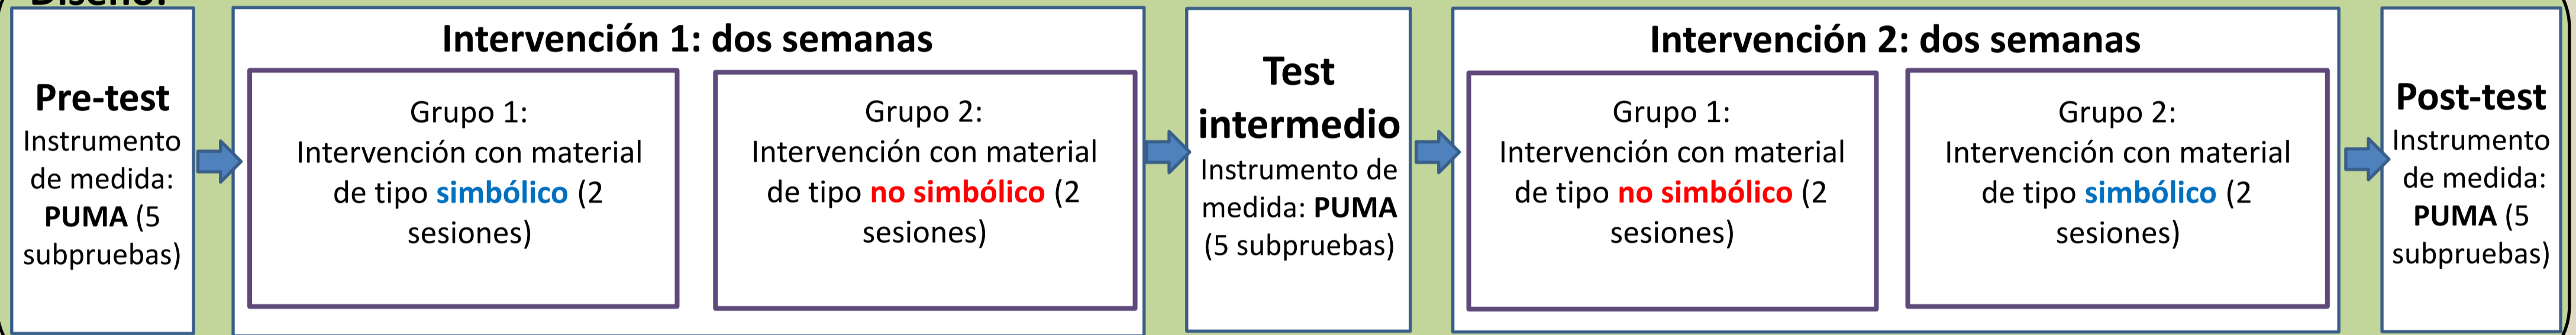 Diseño:
Pre-test
Instrumento
de medida:
PUMA (5
subpruebas)
Intervención 1: dos semanas
Grupo 1:
Intervención con material
de tipo simbólico (2
sesiones)
Grupo 2:
Intervención con material
de tipo no simbólico (2
sesiones)
Test
intermedio
Instrumento de
medida: PUMA
(5 subpruebas)
Intervención 2: dos semanas
Grupo 1:
Intervención con material
de tipo no simbólico (2
sesiones)
Grupo 2:
Intervención con material
de tipo simbólico (2
sesiones)
Post-test
Instrumento
de medida:
PUMA (5
subpruebas)